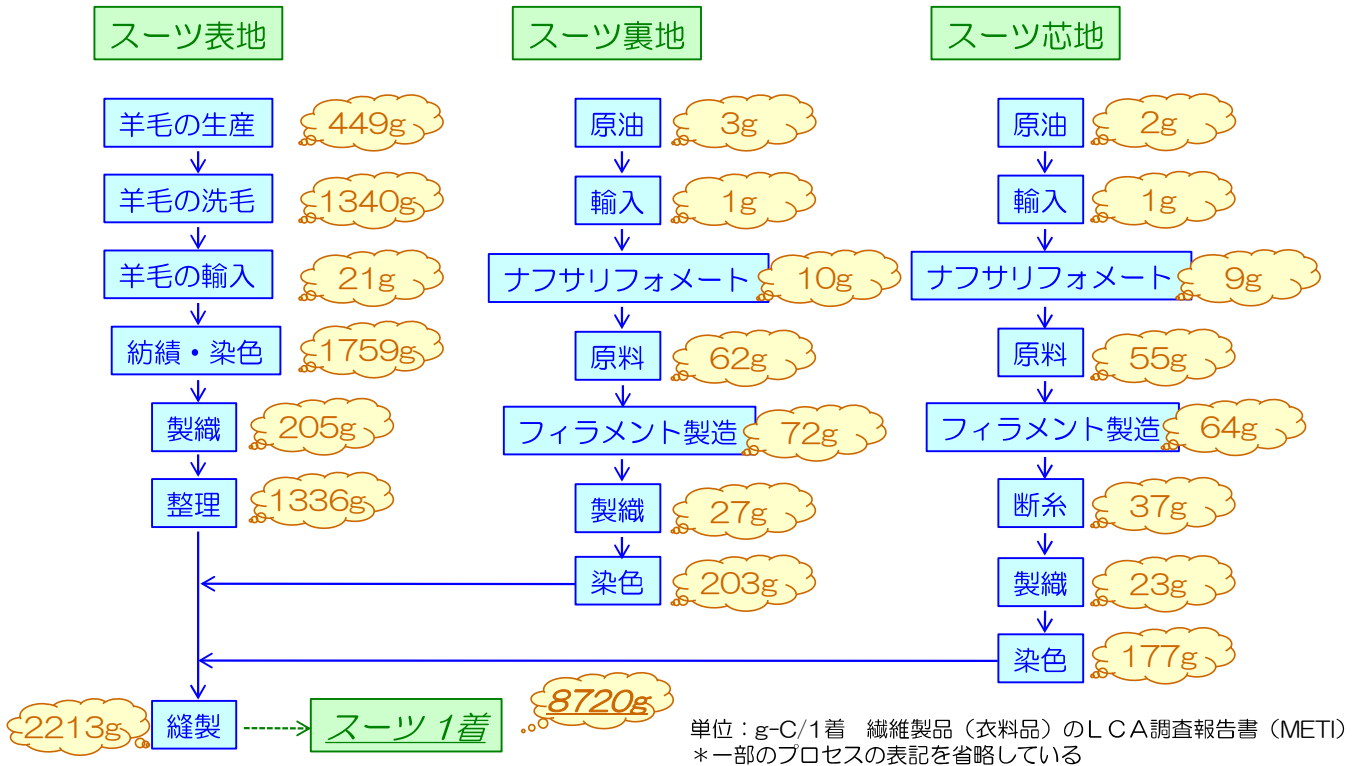 スーツ表地
羊毛の生産
449g
羊毛の洗毛
1340g
羊毛の輸入
21g
紡績・染色
1759g
製織
205g
整理
1336g
スーツ裏地
原油
3g
輸入
1g
ナフサリフォメート
10g
原料
62g
フィラメント製造
72g
製織
27g
染色
203g
スーツ芯地
原油
2g
輸入
1g
ナフサリフォメート
9g
原料
55g
フィラメント製造
64g
断糸
37g
製織
23g
染色
177g
2213g
縫製
スーツ 1着
8720g
単位：g-C/1着　繊維製品（衣料品）のＬＣＡ調査報告書（METI）
＊一部のプロセスの表記を省略している